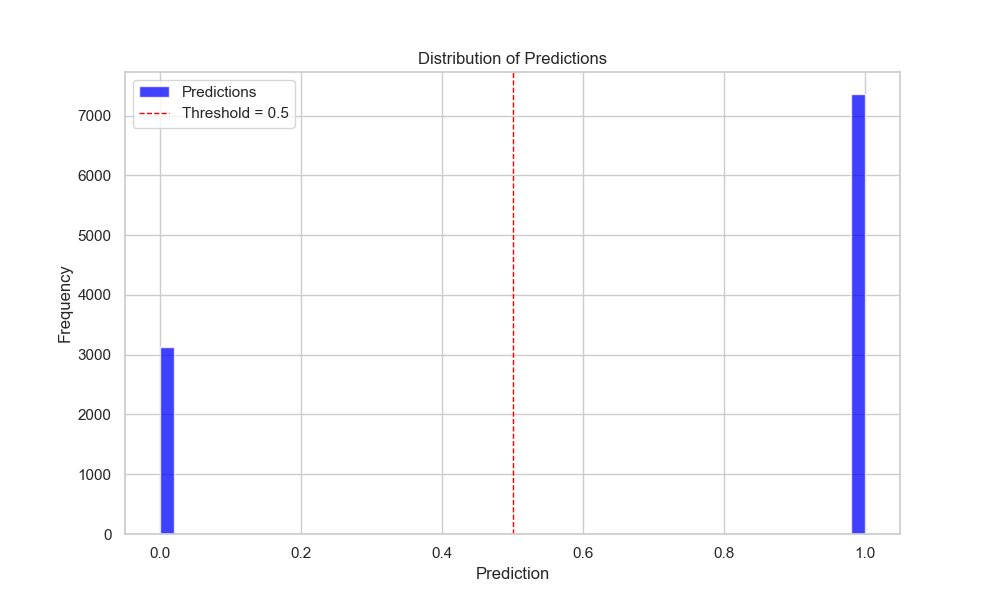 Distribution of Predictions
Predictions
Threshold = 0.5
Frequency
7000
6000
5000
4000
3000
2000
1000
0
0.0 0.2 0.4 0.6 0.8 1.0
Prediction